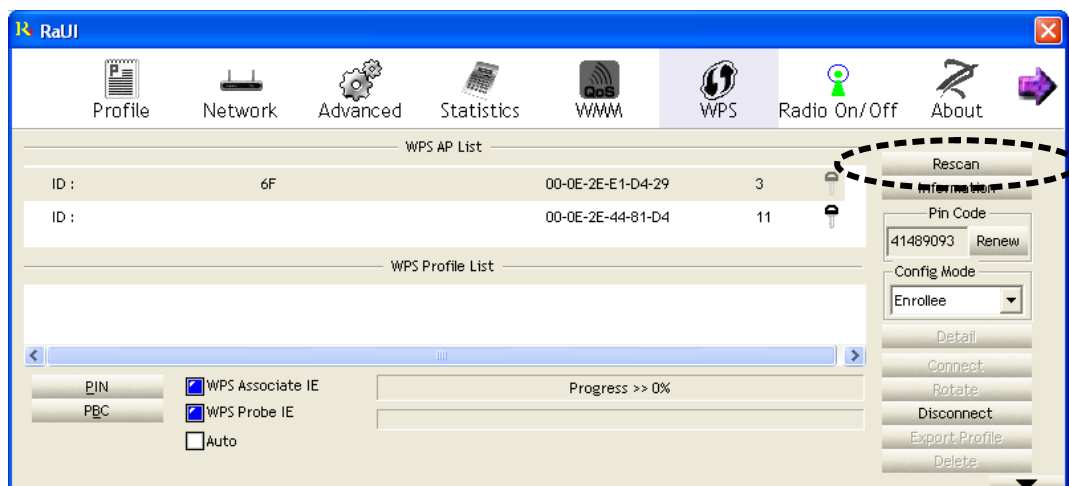 RaUI
Profile Network Advanced Statistics QoS WMM WPS Radio On/Off About
WPS AP List
Rescan
ID : 6F 00-0E-2E-E1-D4-29 3
Information
ID : 00-0E-2E-44-81-D4 11
Pin Code
41489093 Renew
WPS Profile List
Config Mode
Enrollee
Detail
Connect
PIN WPS Associate IE Progress >> 0%
Rotate
PBC WPS Probe IE
Disconnect
Auto
Export Profile
Delete